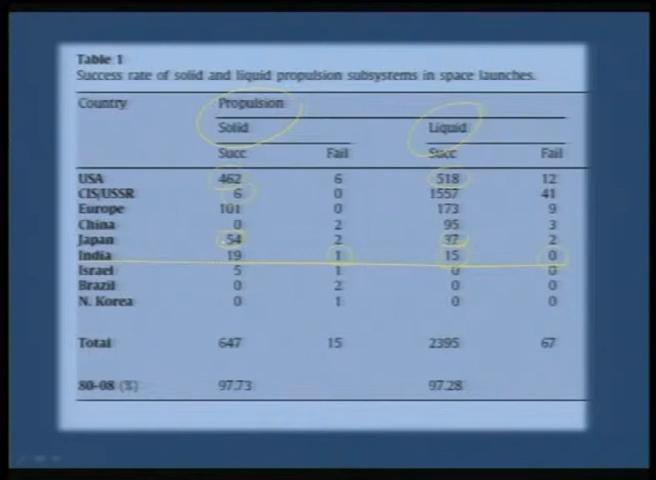 Table 1
Success rate of solid and liquid propulsion subsystems in space launches.
Country Propulsion
Solid Liquid
Succ Fail Succ Fail
USA 462 6 518 12
CIS/USSR 6 0 1557 41
Europe 101 0 173 9
China 0 2 95 3
Japan 54 2 37 2
India 19 1 15 0
Israel 5 1 0 0
Brazil 0 2 0 0
N. Korea 0 1 0 0
Total 647 15 2395 67
80-08 (%) 97.73 97.28